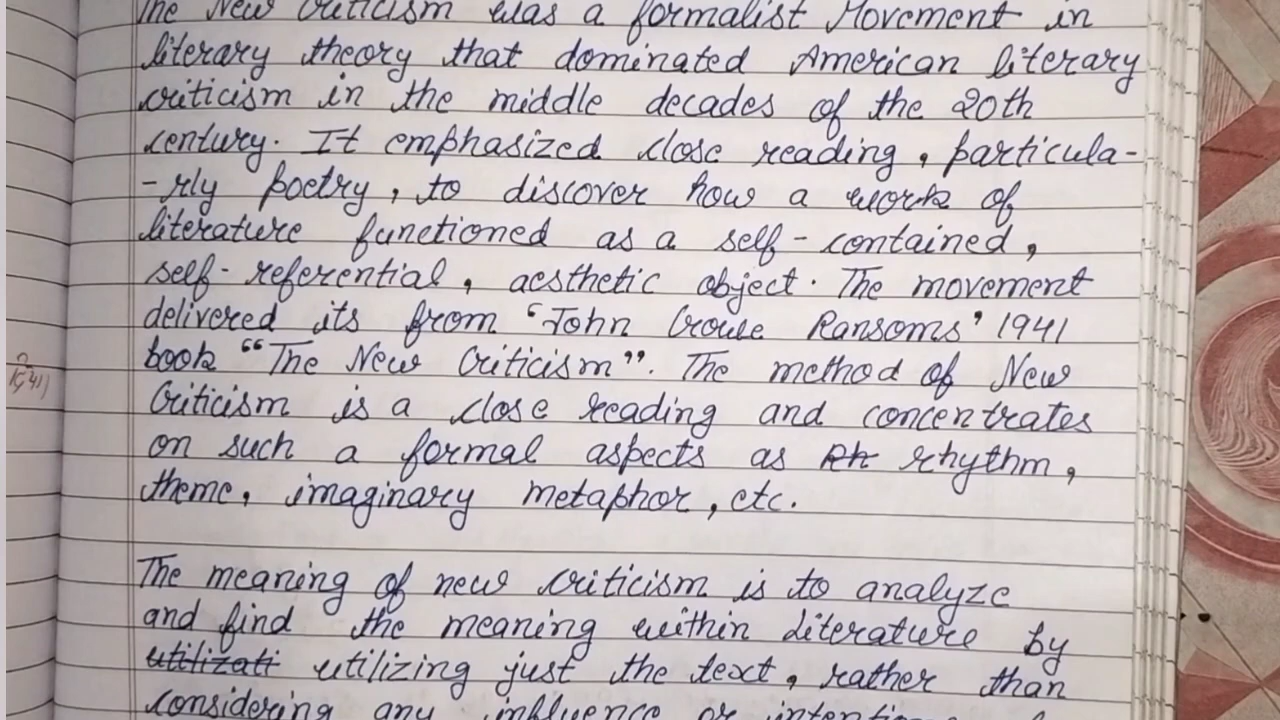 The New Criticism was a formalist Movement in
literary theory that dominated American literary
criticism in the middle decades of the 20th
century. It emphasized close reading, particula-
-rly poetry, to discover how a work of
literature functioned as a self-contained,
self-referential, aesthetic object. The movement
delivered its from ‘John Crowe Ransoms’ 1941
book “The New Criticism”. The method of New
Criticism is a close reading and concentrates
on such a formal aspects as Rh rhythm,
theme, imaginary metaphor, etc.
The meaning of new criticism is to analyze
and find the meaning within literature by
utilizati utilizing just the text, rather than
considering any influence or